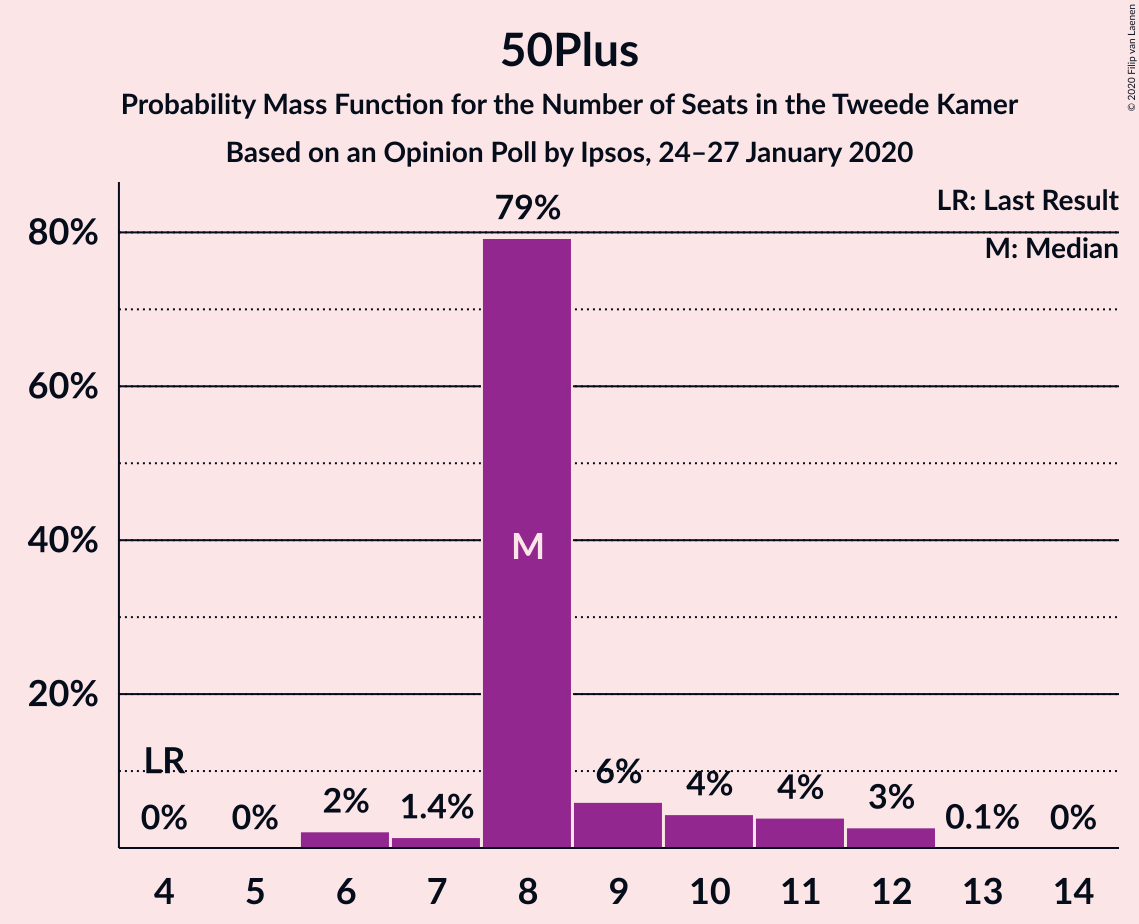 © 2020 Filip van Laenen
50Plus
Probability Mass Function for the Number of Seats in the Tweede Kamer
Based on an Opinion Poll by Ipsos, 24–27 January 2020
LR: Last Result
M: Median
80%
60%
40%
20%
79%
M
LR
0%
0%
2%
1.4%
6%
4%
4%
3%
0.1%
0%
4 5 6 7 8 9 10 11 12 13 14